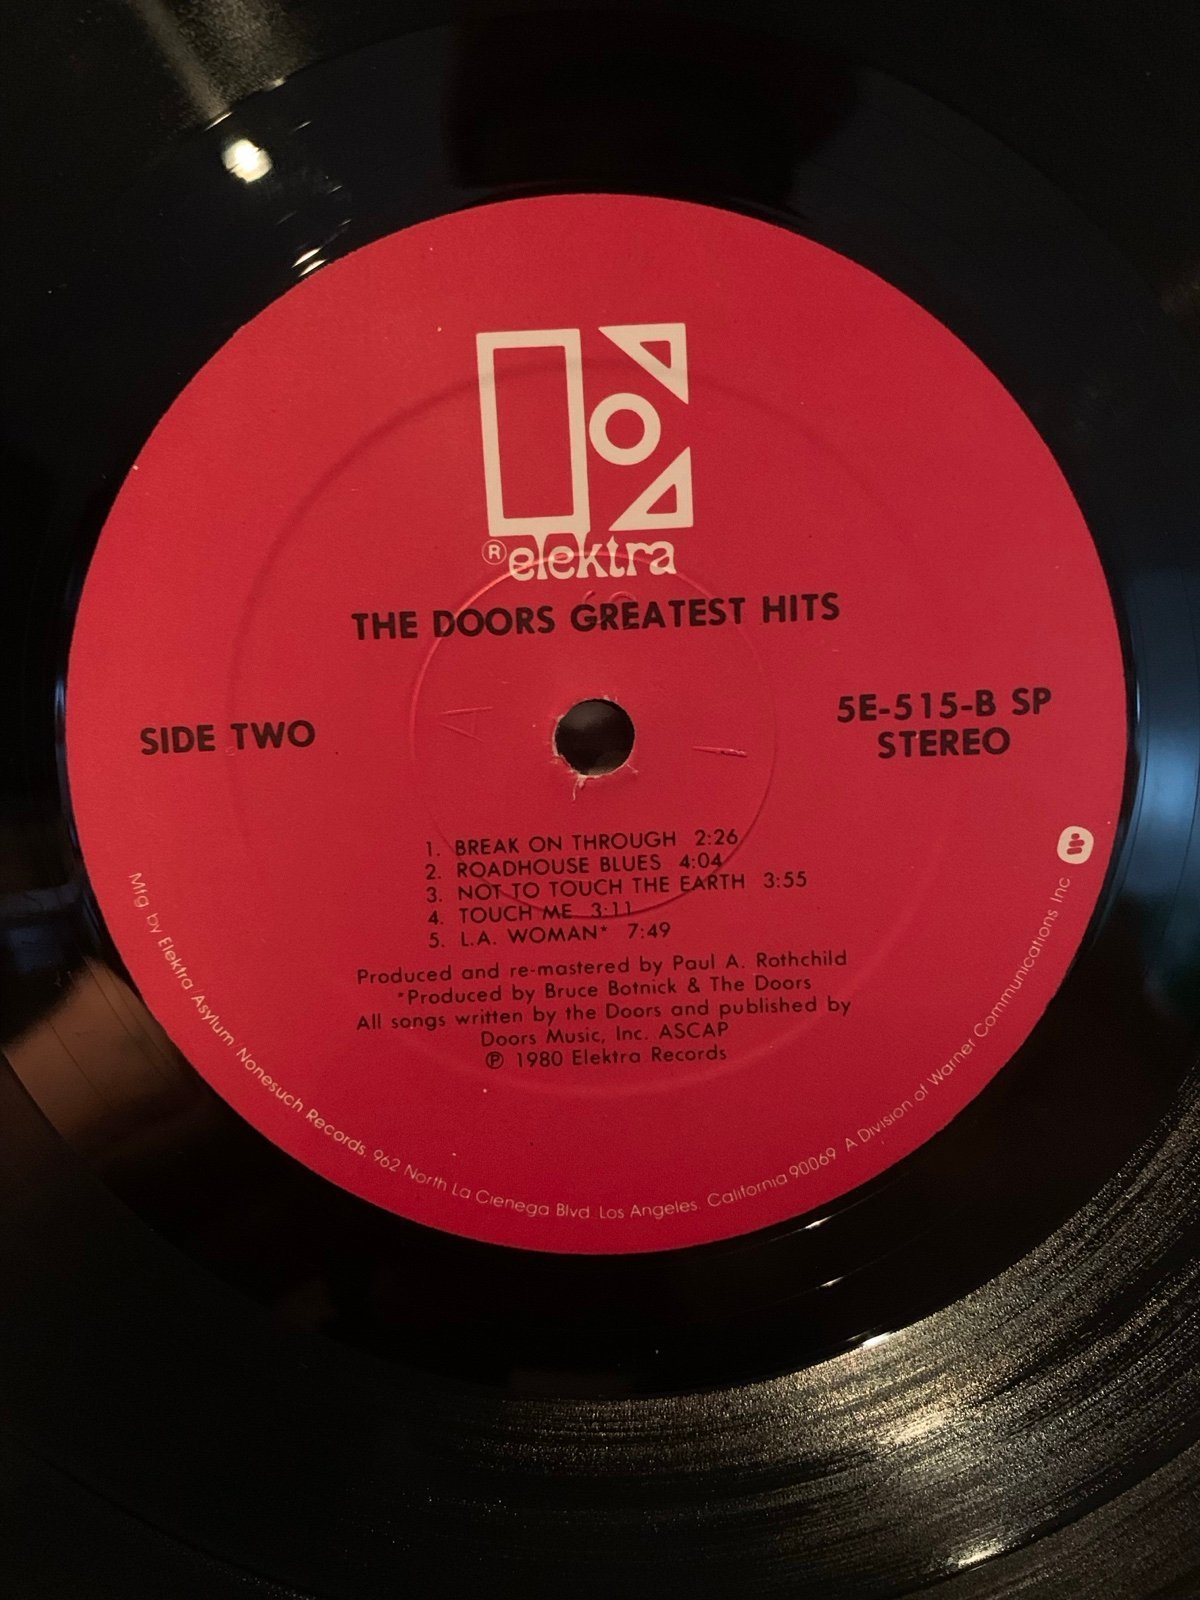 ® elektra
THE DOORS GREATEST HITS
SIDE TWO
5E-515-B SP
STEREO
1. BREAK ON THROUGH 2:26
2. ROADHOUSE BLUES 4:04
3. NOT TO TOUCH THE EARTH 3:55
4. TOUCH ME 3:11
5. L.A. WOMAN* 7:49
Produced and re-mastered by Paul A. Rothchild
*Produced by Bruce Botnick & The Doors
All songs written by the Doors and published by
Doors Music, Inc. ASCAP
℗ 1980 Elektra Records
Mfg. by Elektra/Asylum/Nonesuch Records, 962 North La Cienega Blvd. Los Angeles, California 90069 A Division of Warner Communications Inc.